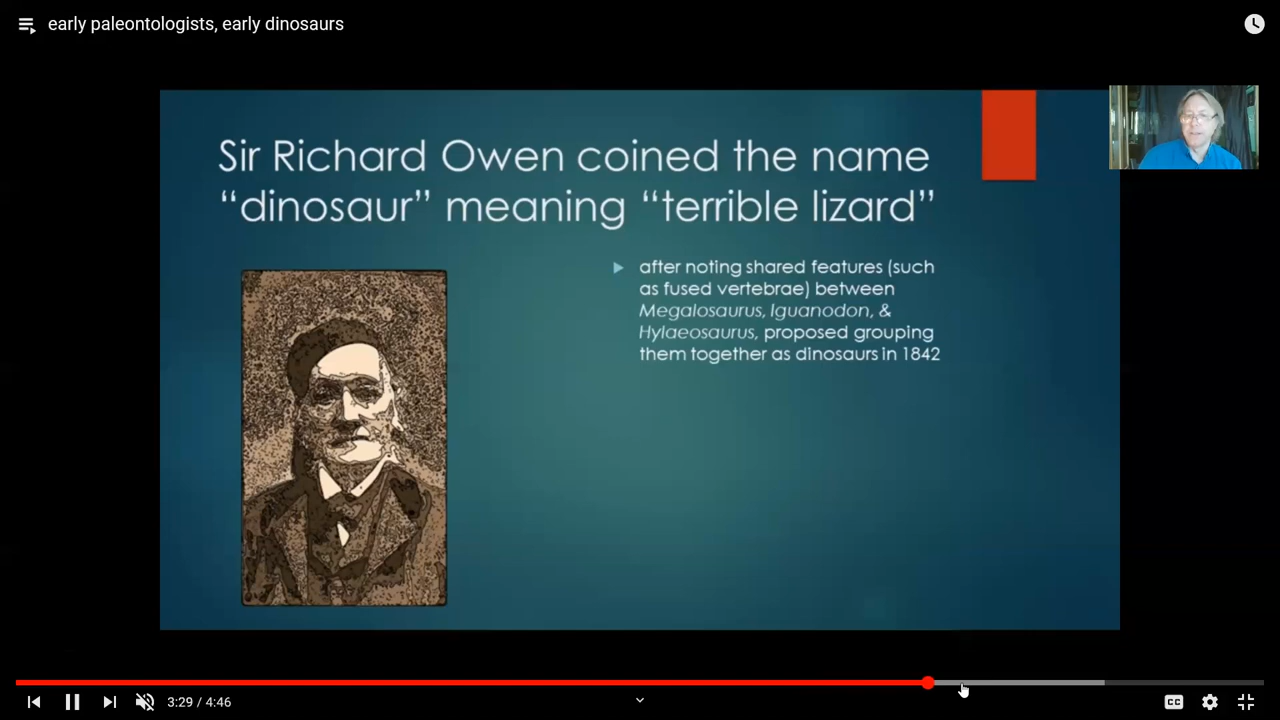 early paleontologists, early dinosaurs
Sir Richard Owen coined the name
“dinosaur” meaning “terrible lizard”
after noting shared features (such
as fused vertebrae) between
Megalosaurus, Iguanodon, &
Hylaeosaurus, proposed grouping
them together as dinosaurs in 1842
3:29 / 4:46
CC